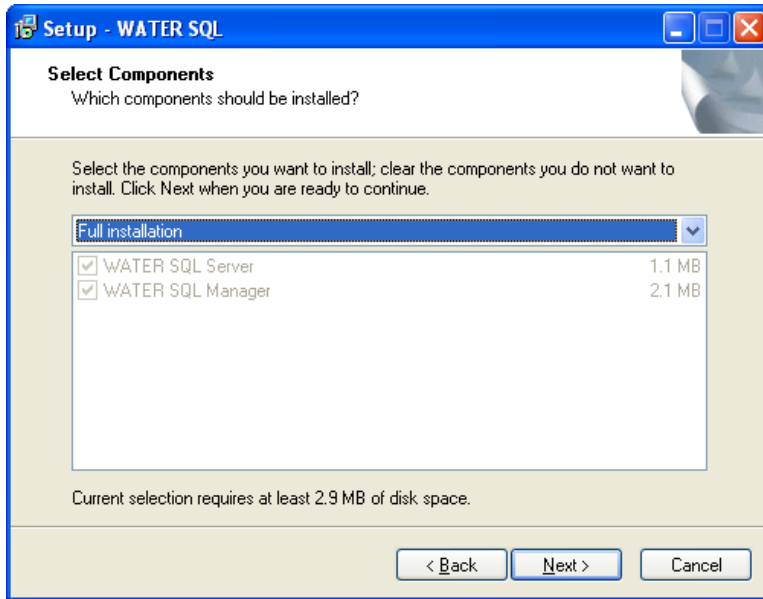 Setup - WATER SQL
Select Components
Which components should be installed?
Select the components you want to install; clear the components you do not want to
install. Click Next when you are ready to continue.
Full installation
WATER SQL Server 1.1 MB
WATER SQL Manager 2.1 MB
Current selection requires at least 2.9 MB of disk space.
< Back Next > Cancel